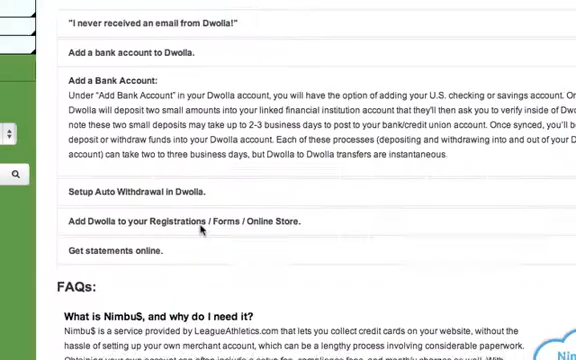 "I never received an email from Dwolla!"
Add a bank account to Dwolla.
Add a Bank Account:
Under "Add Bank Account" in your Dwolla account, you will have the option of adding your U.S. checking or savings account.
Dwolla will deposit two small amounts into your linked financial institution account that they'll then ask you to verify inside of
note these two small deposits may take up to 2-3 business days to post to your bank/credit union account. Once synced, you'll
deposit or withdraw funds into your Dwolla account. Each of these processes (depositing and withdrawing into and out of your
account) can take two to three business days, but Dwolla to Dwolla transfers are instantaneous
Setup Auto Withdrawal in Dwolla.
Add Dwolla to your Registrations / Forms / Online Store.
Get statements online.
FAQs:
What is Nimbu$, and why do I need it?
Nimbu$ is a service provided by LeagueAthletics.com that lets you collect credit cards on your website, without the
hassle of setting up your own merchant account, which can be a lengthy process involving considerable paperwork.